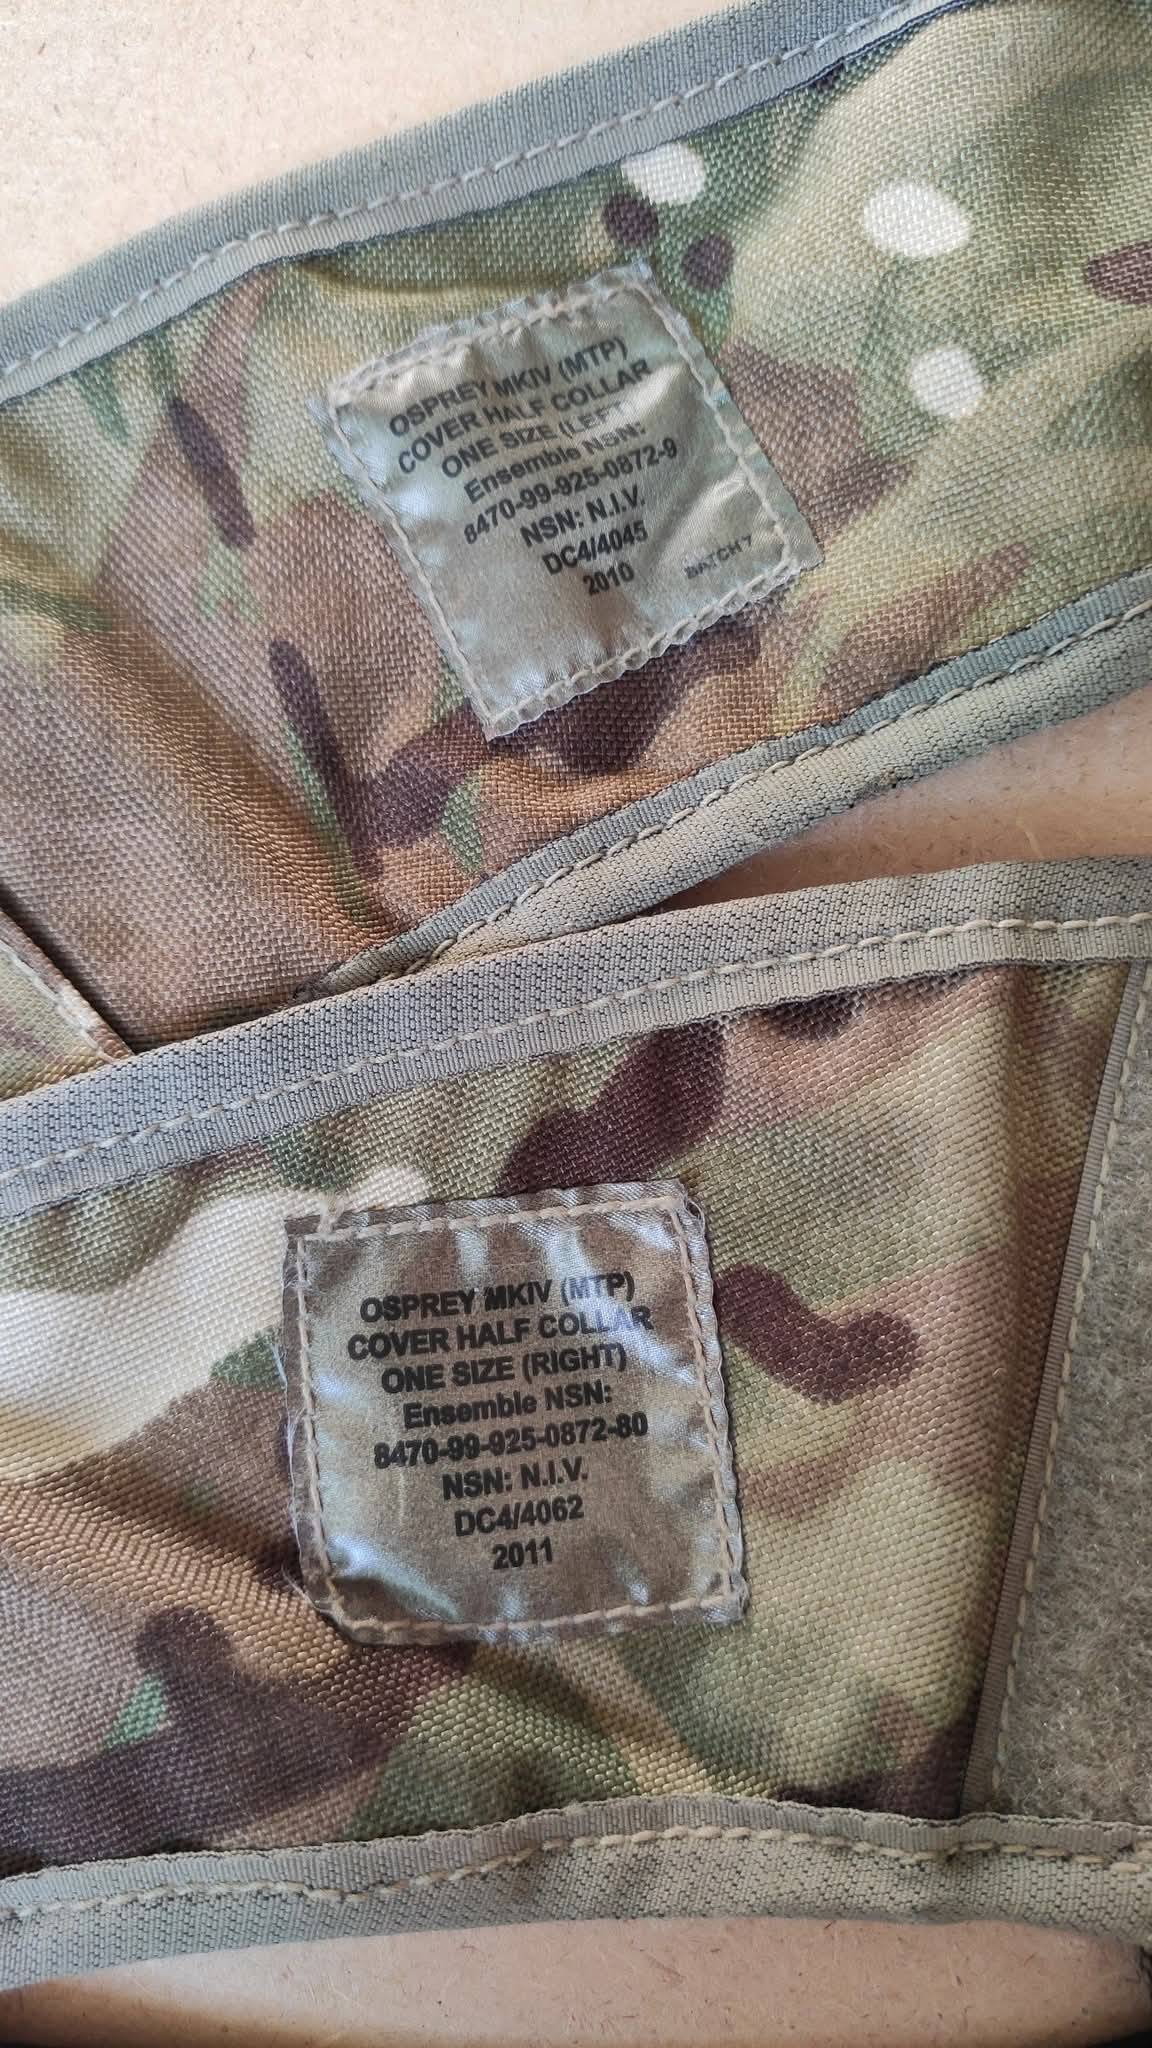 OSPREY MKIV (MTP)
COVER HALF COLLAR
ONE SIZE (LEFT)
Ensemble NSN:
8470-99-925-0872-9
NSN: N.I.V.
DC4/4045
2010
BATCH 7
OSPREY MKIV (MTP)
COVER HALF COLLAR
ONE SIZE (RIGHT)
Ensemble NSN:
8470-99-925-0872-80
NSN: N.I.V.
DC4/4062
2011